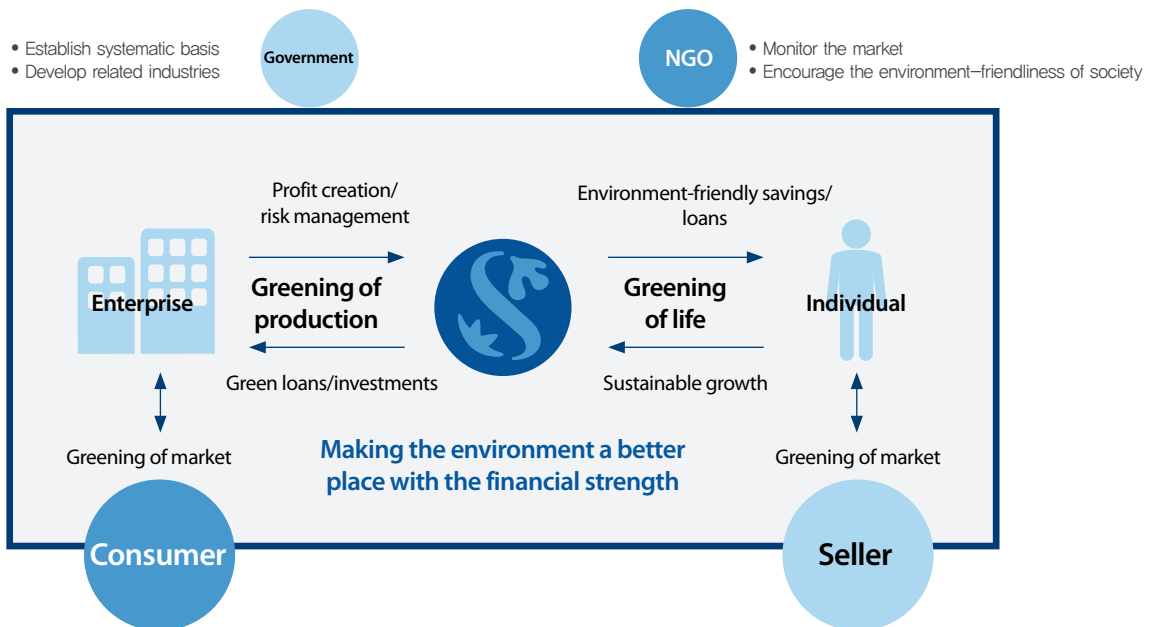 • Establish systematic basis
• Develop related industries
Government
NGO
• Monitor the market
• Encourage the environment–friendliness of society
Profit creation/
risk management
Environment-friendly savings/
loans
Enterprise
Greening of
production
Greening
of life
Individual
Green loans/investments
Sustainable growth
Greening of market
Making the environment a better
place with the financial strength
Greening of market
Consumer
Seller